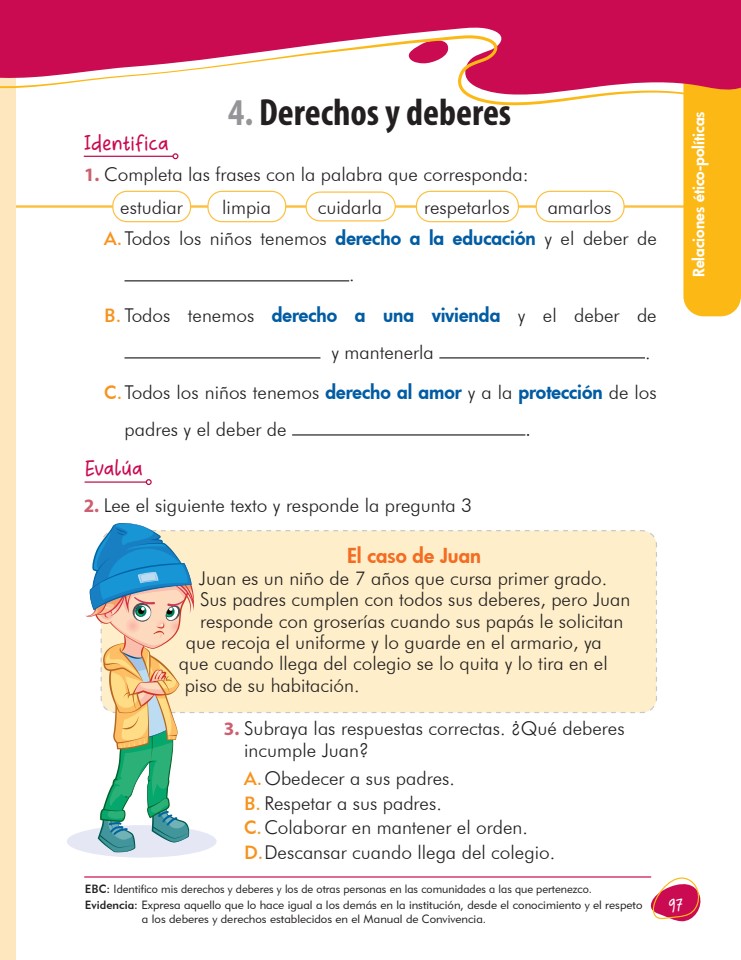 4. Derechos y deberes
Relaciones ético-políticas
Identifica
1. Completa las frases con la palabra que corresponda:
estudiar limpia cuidarla respetarlos amarlos
A. Todos los niños tenemos derecho a la educación y el deber de
____________________.
B. Todos tenemos derecho a una vivienda y el deber de
____________________ y mantenerla ____________________.
C. Todos los niños tenemos derecho al amor y a la protección de los
padres y el deber de ____________________.
Evalúa
2. Lee el siguiente texto y responde la pregunta 3
El caso de Juan
Juan es un niño de 7 años que cursa primer grado.
Sus padres cumplen con todos sus deberes, pero Juan
responde con groserías cuando sus papás le solicitan
que recoja el uniforme y lo guarde en el armario, ya
que cuando llega del colegio se lo quita y lo tira en el
piso de su habitación.
3. Subraya las respuestas correctas. ¿Qué deberes
incumple Juan?
A. Obedecer a sus padres.
B. Respetar a sus padres.
C. Colaborar en mantener el orden.
D. Descansar cuando llega del colegio.
EBC: Identifico mis derechos y deberes y los de otras personas en las comunidades a las que pertenezco.
Evidencia: Expresa aquello que lo hace igual a los demás en la institución, desde el conocimiento y el respeto
a los deberes y derechos establecidos en el Manual de Convivencia.
97